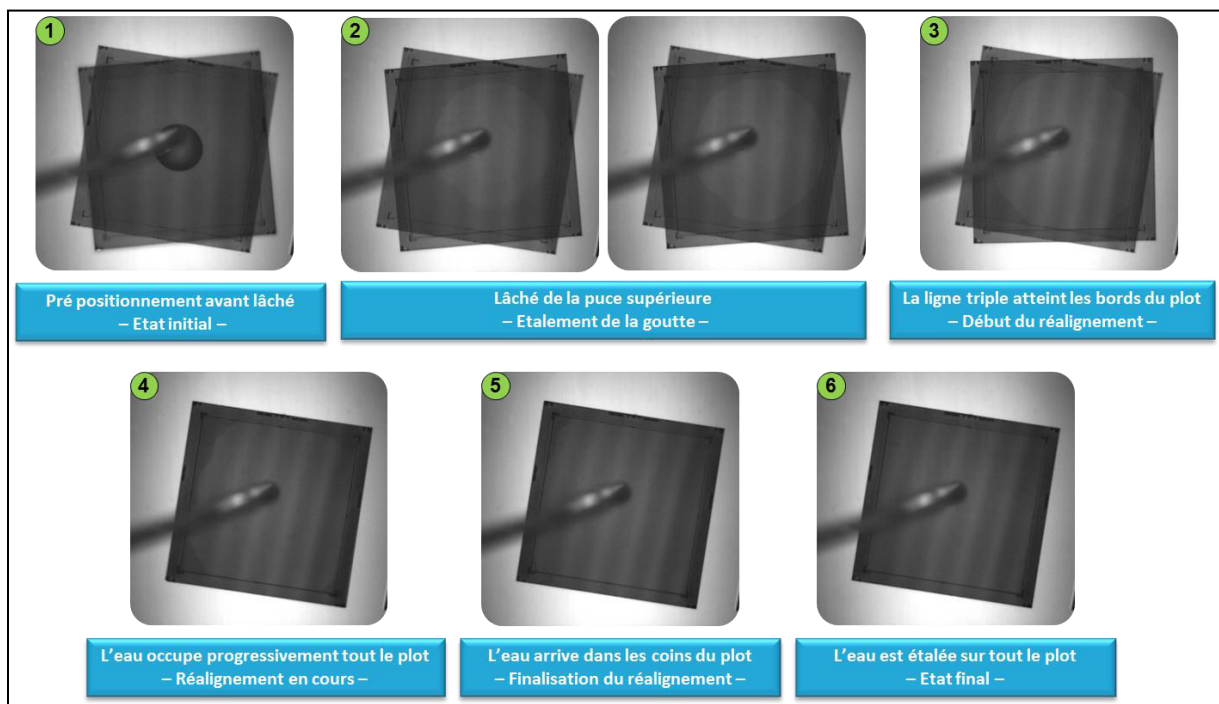 1
2
3
Pré positionnement avant lâché
– Etat initial –
Lâché de la puce supérieure
– Etalement de la goutte –
La ligne triple atteint les bords du plot
– Début du réalignement –
4
5
6
L'eau occupe progressivement tout le plot
– Réalignement en cours –
L'eau arrive dans les coins du plot
– Finalisation du réalignement –
L'eau est étalée sur tout le plot
– Etat final –